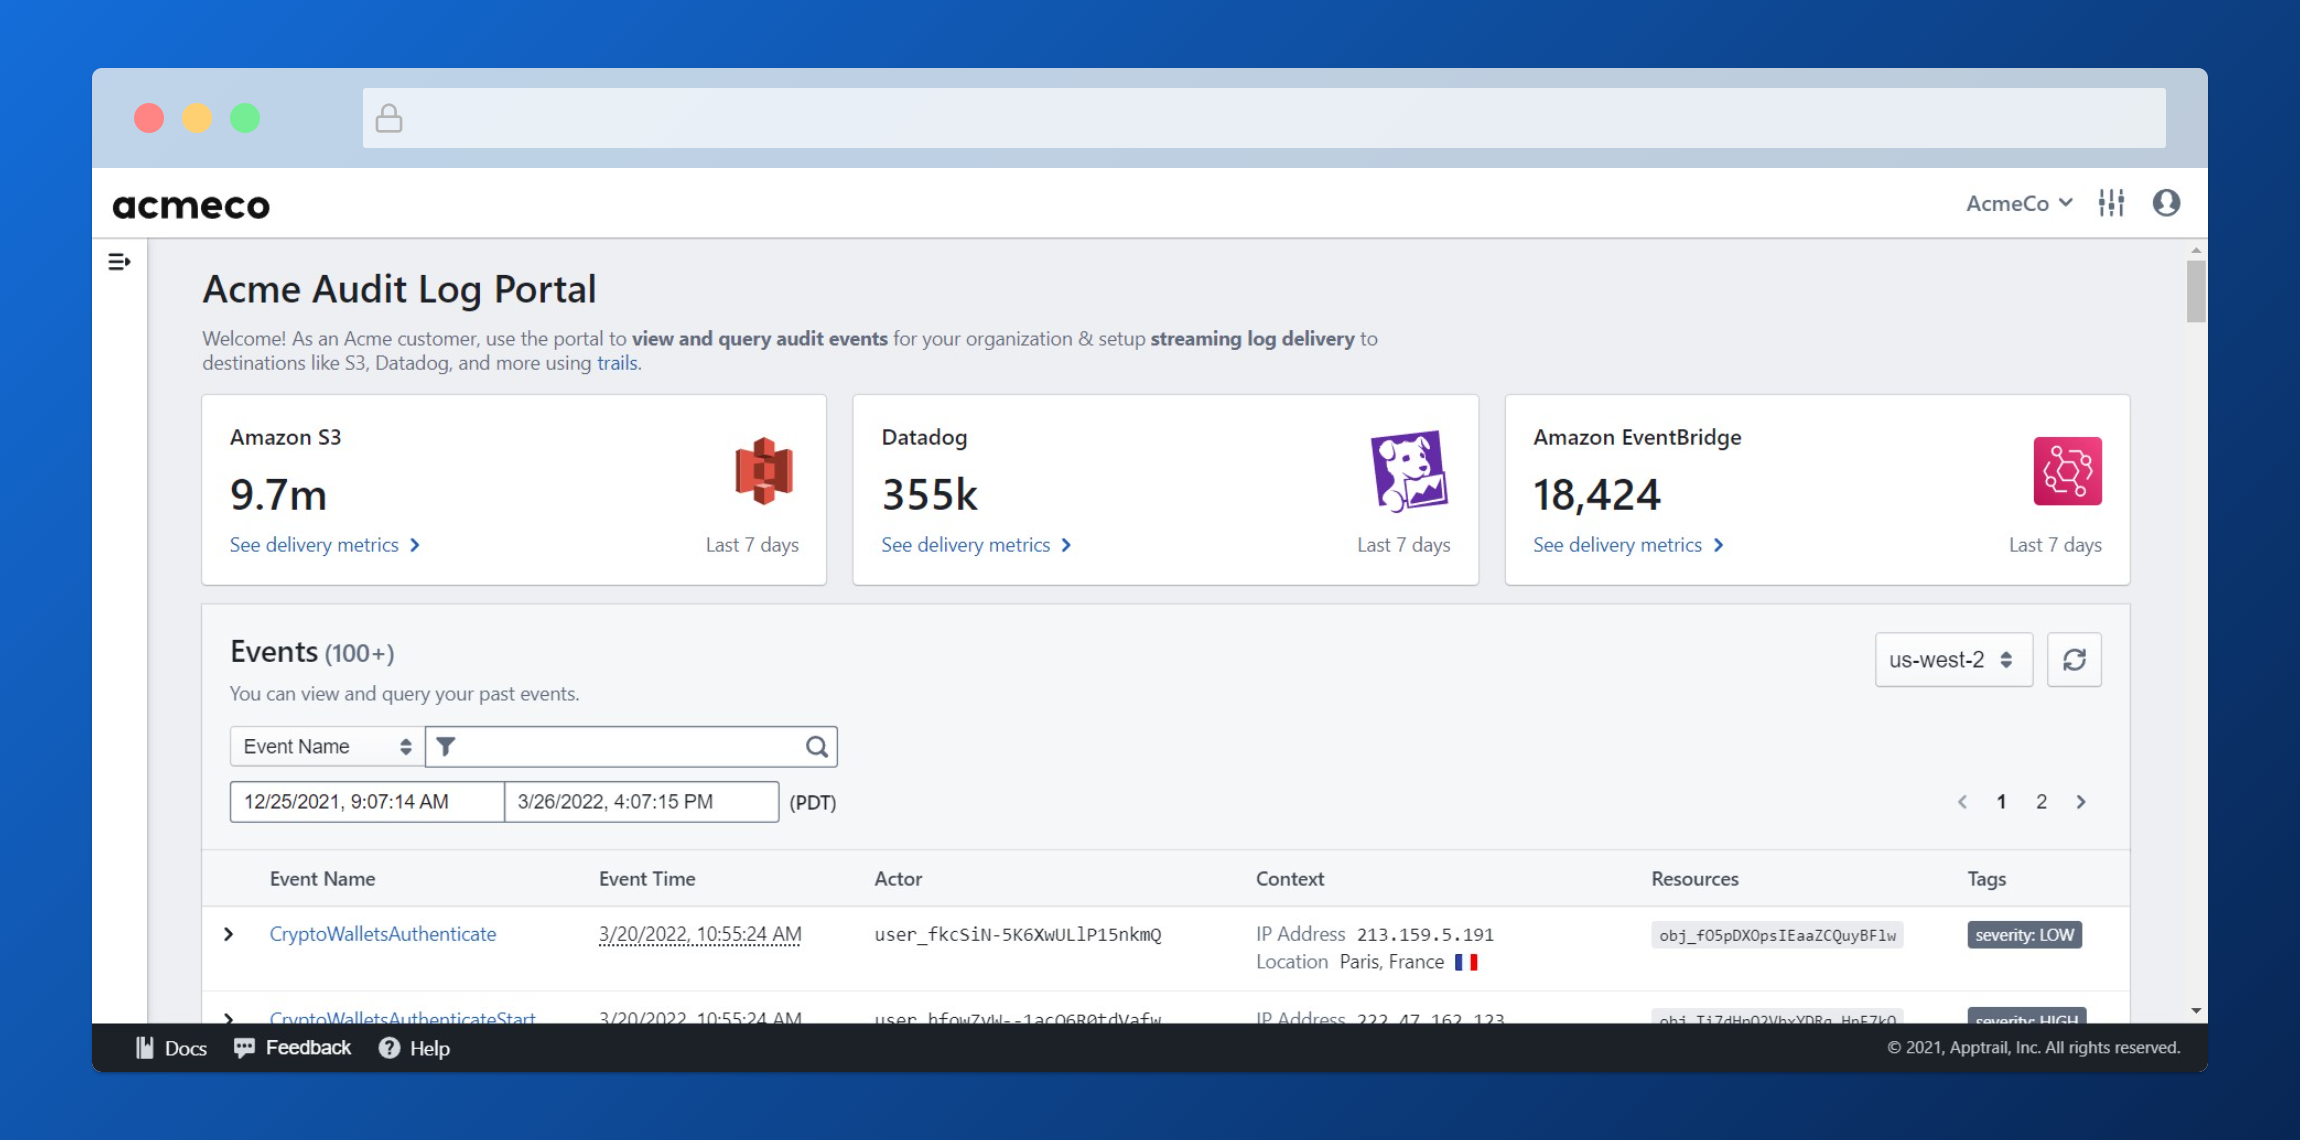 acmeco
AcmeCo
Acme Audit Log Portal
Welcome! As an Acme customer, use the portal to view and query audit events for your organization & setup streaming log delivery to
destinations like S3, Datadog, and more using trails.
Amazon S3
9.7m
See delivery metrics
Last 7 days
Datadog
355k
See delivery metrics
Last 7 days
Amazon EventBridge
18,424
See delivery metrics
Last 7 days
Events (100+)
You can view and query your past events.
us-west-2
Event Name
12/25/2021, 9:07:14 AM
3/26/2022, 4:07:15 PM
(PDT)
1 2
Event Name Event Time Actor Context Resources Tags
CryptoWalletsAuthenticate 3/20/2022, 10:55:24 AM user_fkcSiN-5K6XwULlP15nkmQ IP Address 213.159.5.191 obj_fO5pDXOpsIEaaZCQuyBFlw severity: LOW
Location Paris, France
CryptoWalletsAuthenticateStart 3/20/2022, 10:55:24 AM IP Address 222.47.162.123 severity: HIGH
Docs Feedback Help
© 2021, Apptrail, Inc. All rights reserved.